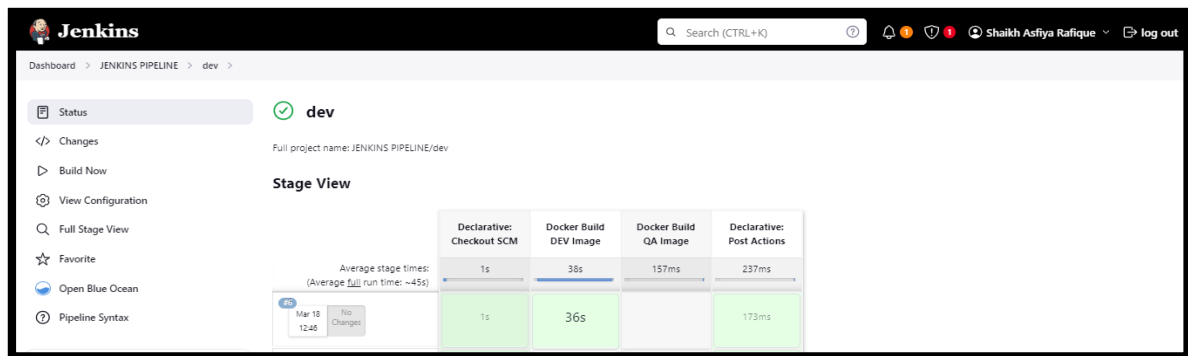 Jenkins
Search (CTRL+K)
1
1
Shaikh Asfiya Rafique
log out
Dashboard > JENKINS PIPELINE > dev >
Status
Changes
Build Now
View Configuration
Full Stage View
Favorite
Open Blue Ocean
Pipeline Syntax
dev
Full project name: JENKINS PIPELINE/dev
Stage View
Declarative: Checkout SCM
Docker Build DEV Image
Docker Build QA Image
Declarative: Post Actions
Average stage times:
(Average full run time: ~45s)
1s
38s
157ms
237ms
#6
Mar 18
12:46
No Changes
1s
36s
173ms